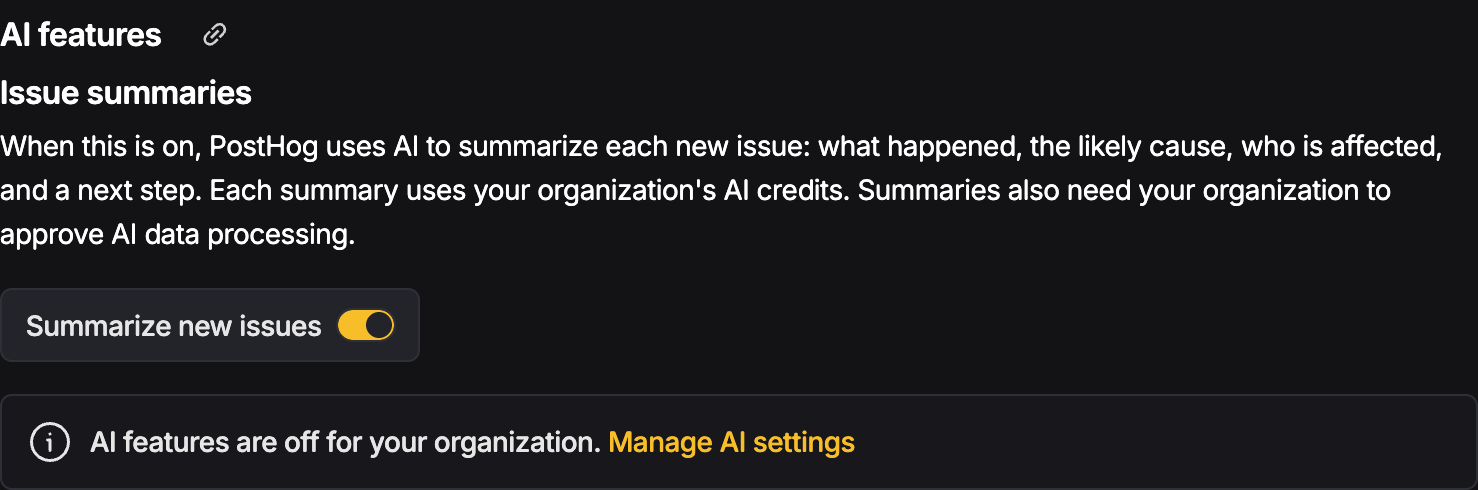 AI features
Issue summaries
When this is on, PostHog uses AI to summarize each new issue: what happened, the likely cause, who is affected,
and a next step. Each summary uses your organization's AI credits. Summaries also need your organization to
approve AI data processing.
Summarize new issues
AI features are off for your organization. Manage AI settings